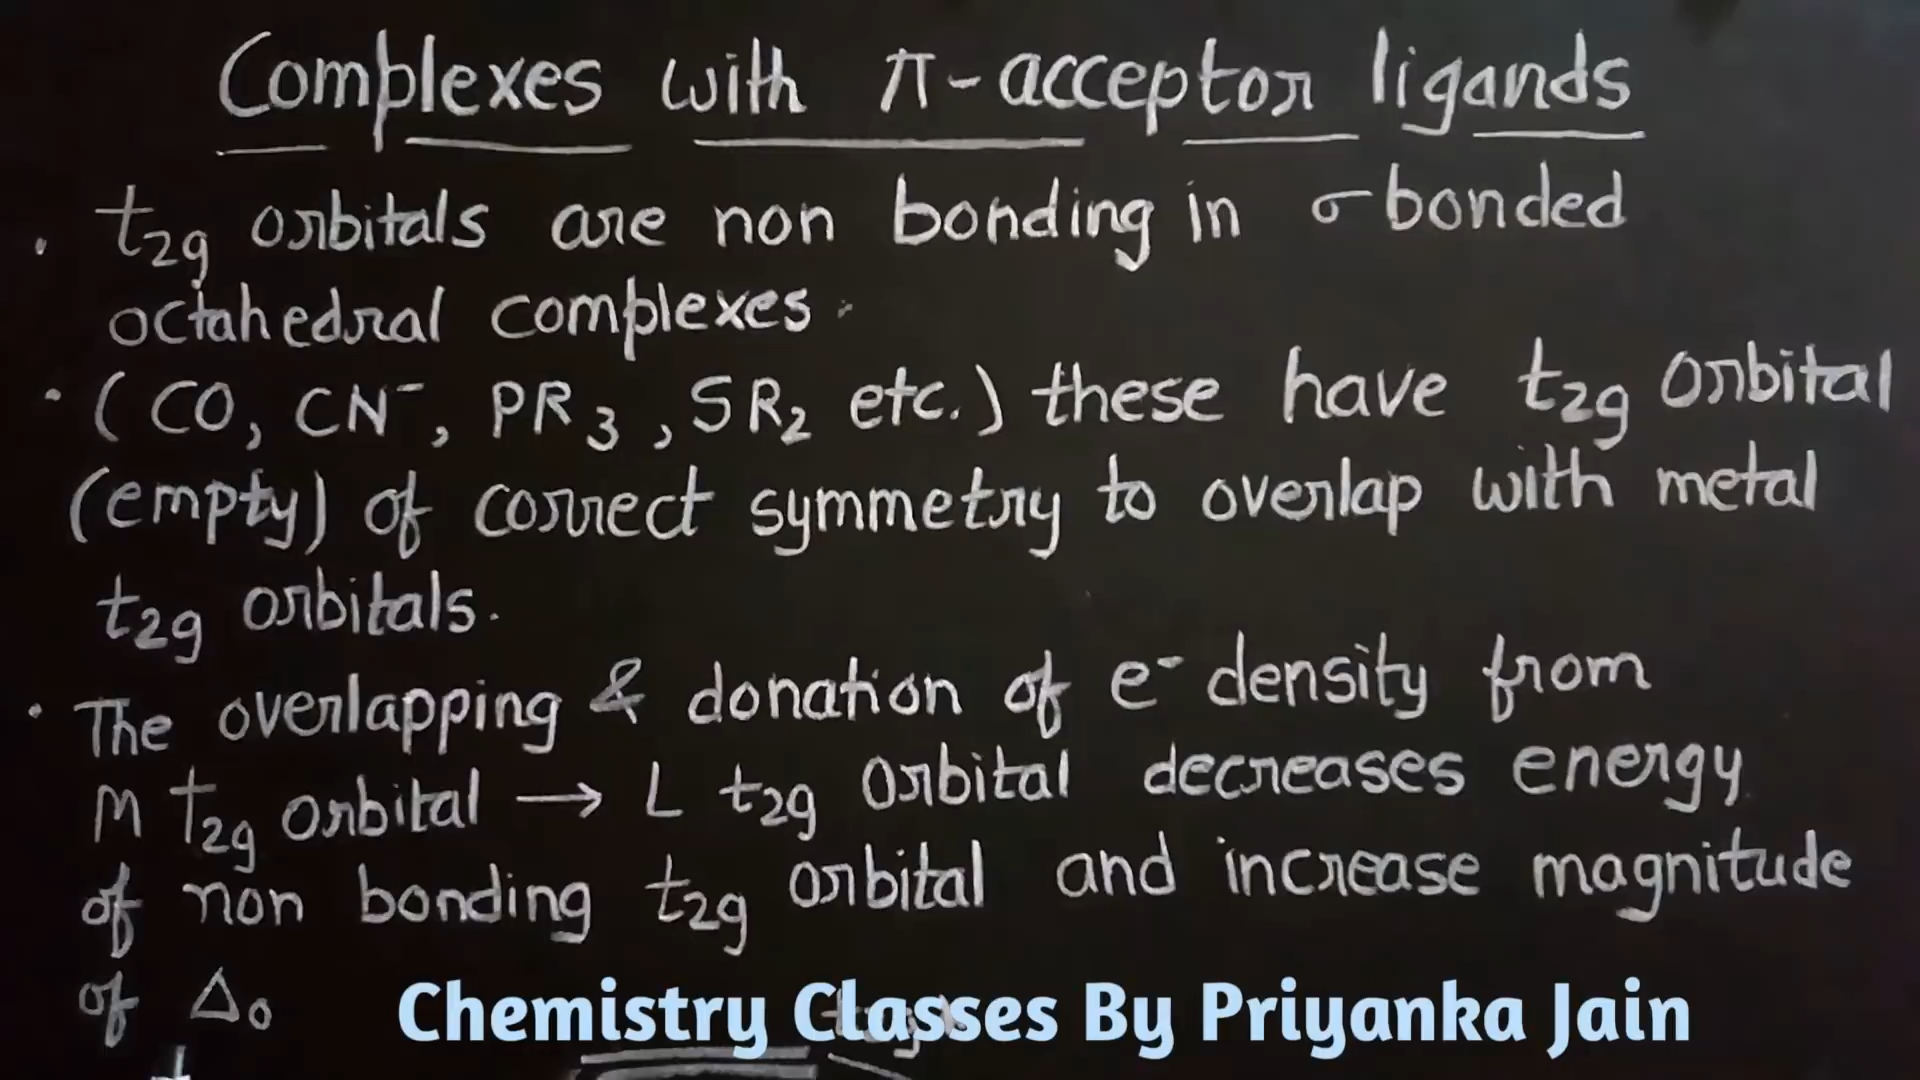 Complexes with π-acceptor ligands
• t₂g orbitals are non bonding in σ bonded
octahedral complexes.
• (CO, CN⁻, PR₃, SR₂ etc.) these have t₂g orbital
(empty) of correct symmetry to overlap with metal
t₂g orbitals.
• The overlapping & donation of e⁻ density from
M t₂g orbital → L t₂g orbital decreases energy
of non bonding t₂g orbital and increase magnitude
of Δ₀
Chemistry Classes By Priyanka Jain